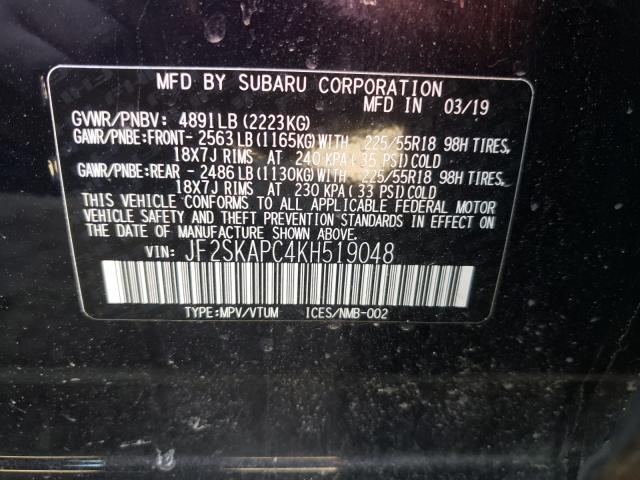 MFD BY SUBARU CORPORATION
MFD IN 03/19
GVWR/PNBV: 4891LB(2223KG)
GAWR/PNBE:FRONT-2563LB(1165KG)WITH 225/55R18 98H TIRES,
18X7J RIMS AT 240 KPA(35 PSI)COLD
GAWR/PNBE:REAR -2486LB(1130KG)WITH 225/55R18 98H TIRES,
18X7J RIMS AT 230 KPA(33 PSI)COLD
THIS VEHICLE CONFORMS TO ALL APPLICABLE FEDERAL MOTOR
VEHICLE SAFETY AND THEFT PREVENTION STANDARDS IN EFFECT ON
THE DATE OF MANUFACTURE SHOWN ABOVE.
VIN: JF2SKAPC4KH519048
TYPE:MPV/VTUM ICES/NMB-002